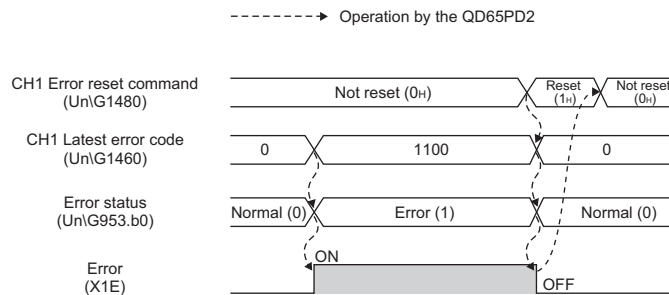 Operation by the QD65PD2
CH1 Error reset command
(Un\G1480)
Not reset (0H)
Reset
(1H)
Not reset
(0H)
CH1 Latest error code
(Un\G1460)
0
1100
0
Error status
(Un\G953.b0)
Normal (0)
Error (1)
Normal (0)
Error
(X1E)
ON
OFF